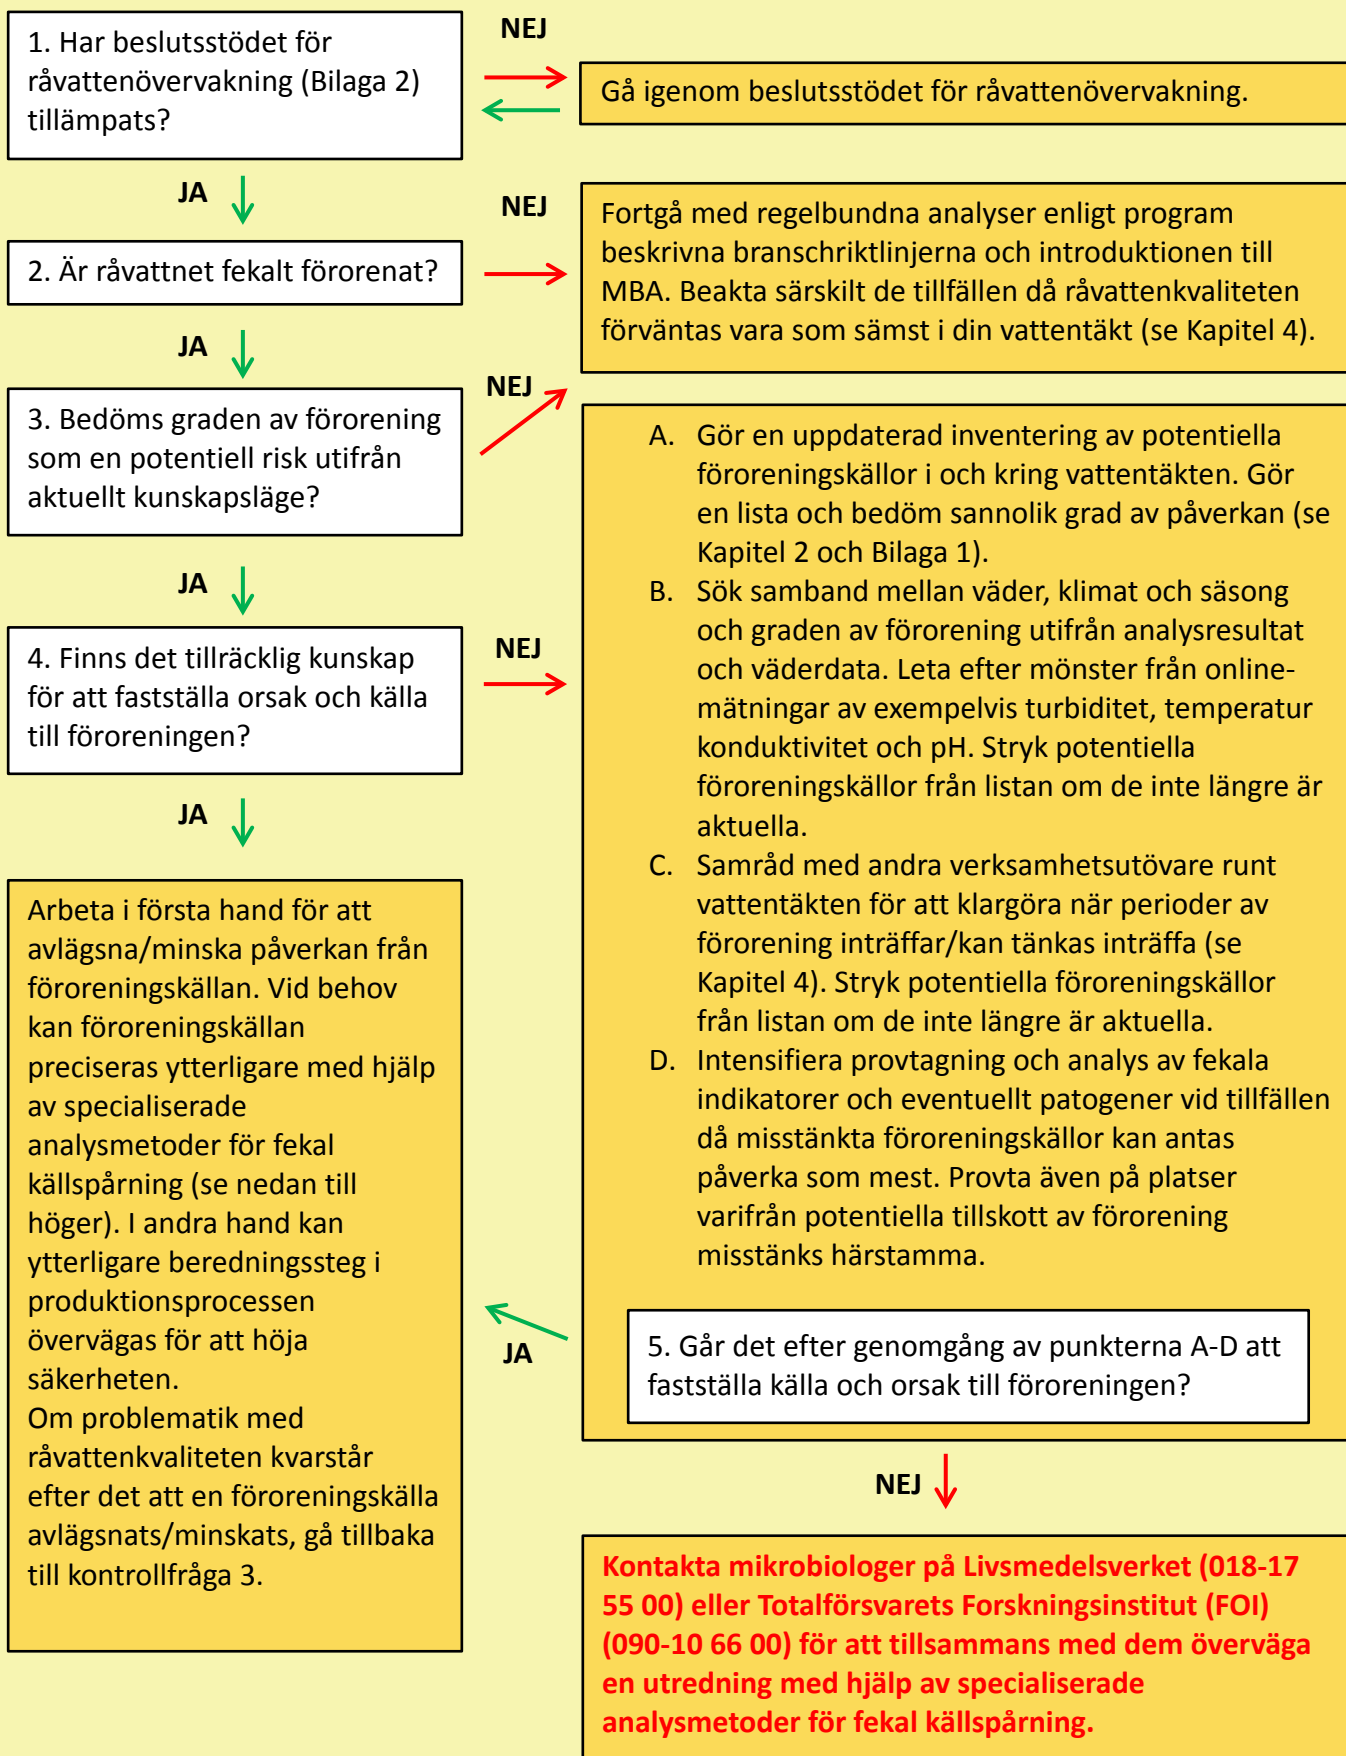 1. Har beslutsstödet för
råvattenövervakning (Bilaga 2)
tillämpats?
NEJ
Gå igenom beslutsstödet för råvattenövervakning.
JA
2. Är råvattnet fekalt förorenat?
NEJ
Fortgå med regelbundna analyser enligt program
beskrivna branschriktlinjerna och introduktionen till
MBA. Beakta särskilt de tillfällen då råvattenkvaliteten
förväntas vara som sämst i din vattentäkt (se Kapitel 4).
JA
3. Bedöms graden av förorening
som en potentiell risk utifrån
aktuellt kunskapsläge?
NEJ
JA
4. Finns det tillräcklig kunskap
för att fastställa orsak och källa
till föroreningen?
NEJ
A. Gör en uppdaterad inventering av potentiella
föroreningskällor i och kring vattentäkten. Gör
en lista och bedöm sannolik grad av påverkan (se
Kapitel 2 och Bilaga 1).
B. Sök samband mellan väder, klimat och säsong
och graden av förorening utifrån analysresultat
och väderdata. Leta efter mönster från online-
mätningar av exempelvis turbiditet, temperatur
konduktivitet och pH. Stryk potentiella
föroreningskällor från listan om de inte längre är
aktuella.
C. Samråd med andra verksamhetsutövare runt
vattentäkten för att klargöra när perioder av
förorening inträffar/kan tänkas inträffa (se
Kapitel 4). Stryk potentiella föroreningskällor
från listan om de inte längre är aktuella.
D. Intensifiera provtagning och analys av fekala
indikatorer och eventuellt patogener vid tillfällen
då misstänkta föroreningskällor kan antas
påverka som mest. Provta även på platser
varifrån potentiella tillskott av förorening
misstänks härstamma.
5. Går det efter genomgång av punkterna A-D att
fastställa källa och orsak till föroreningen?
JA
JA
Arbeta i första hand för att
avlägsna/minska påverkan från
föroreningskällan. Vid behov
kan föroreningskällan
preciseras ytterligare med hjälp
av specialiserade
analysmetoder för fekal
källspårning (se nedan till
höger). I andra hand kan
ytterligare beredningssteg i
produktionsprocessen
övervägas för att höja
säkerheten.
Om problematik med
råvattenkvaliteten kvarstår
efter det att en föroreningskälla
avlägsnats/minskats, gå tillbaka
till kontrollfråga 3.
NEJ
Kontakta mikrobiologer på Livsmedelsverket (018-17
55 00) eller Totalförsvarets Forskningsinstitut (FOI)
(090-10 66 00) för att tillsammans med dem överväga
en utredning med hjälp av specialiserade
analysmetoder för fekal källspårning.